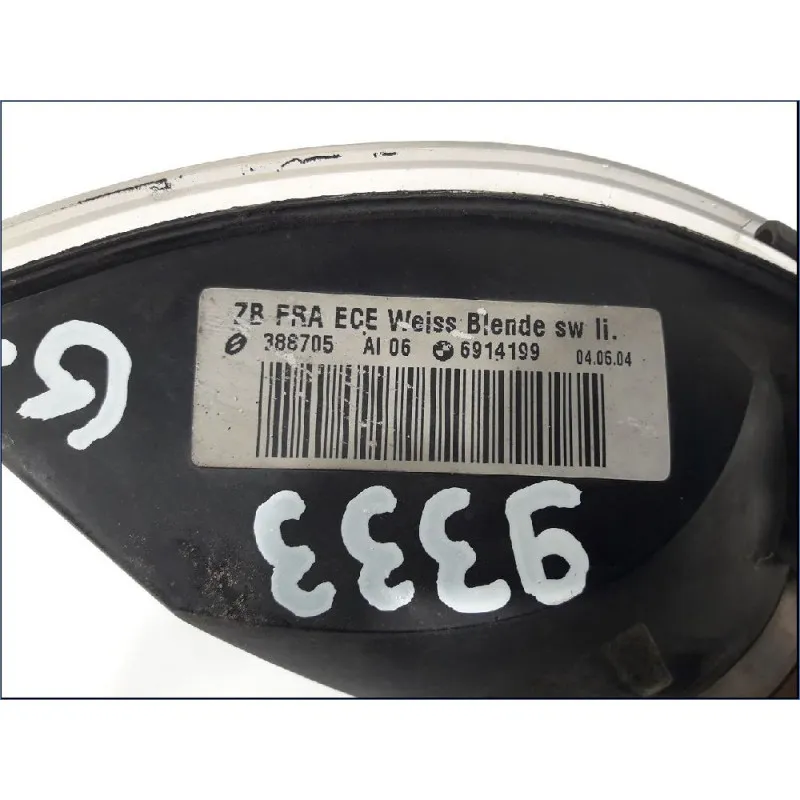 ZB FRA ECE Weiss Blende sw li.
388705 AI 06 6914199 04.06.04
G.
9333